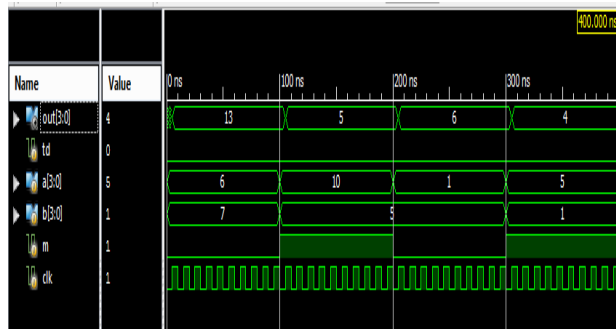 400.000 ns
Name Value 0 ns 100 ns 200 ns 300 ns
out[3:0] 4 13 5 6 4
td 0
a[3:0] 5 6 10 1 5
b[3:0] 1 7 5 1
m 1
clk 1